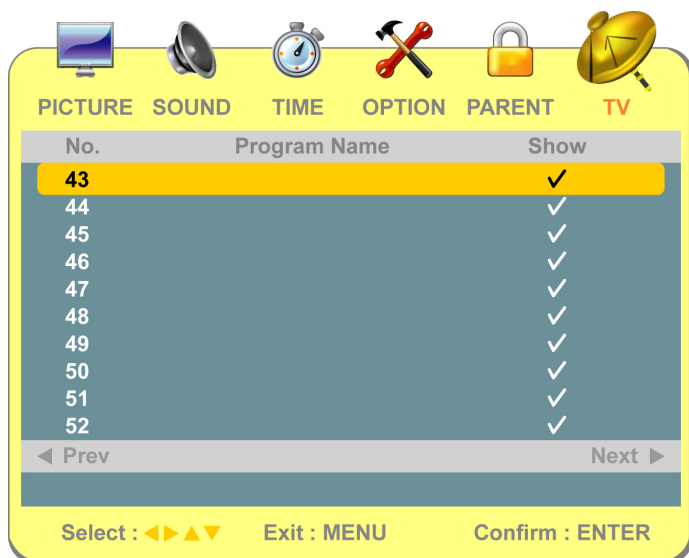 PICTURE SOUND TIME OPTION PARENT TV
No. Program Name Show
43 ✓
44 ✓
45 ✓
46 ✓
47 ✓
48 ✓
49 ✓
50 ✓
51 ✓
52 ✓
◀ Prev Next ▶
Select : ◀▶▲▼ Exit : MENU Confirm : ENTER